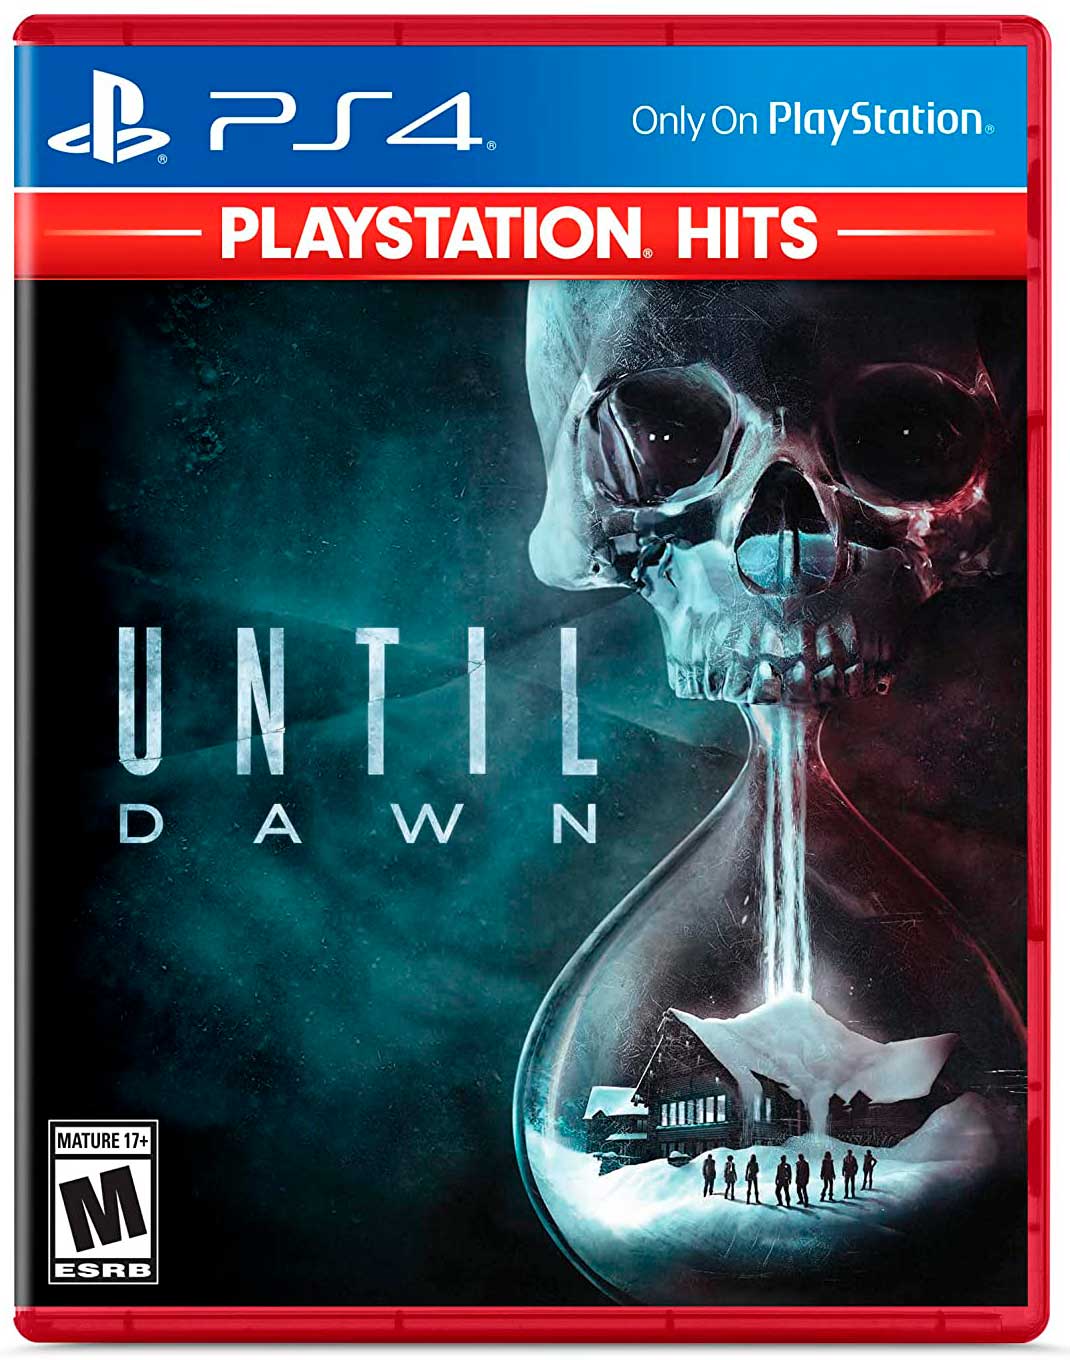 PS4®
Only On PlayStation®
PLAYSTATION® HITS
UNTIL
DAWN
MATURE 17+
M
ESRB